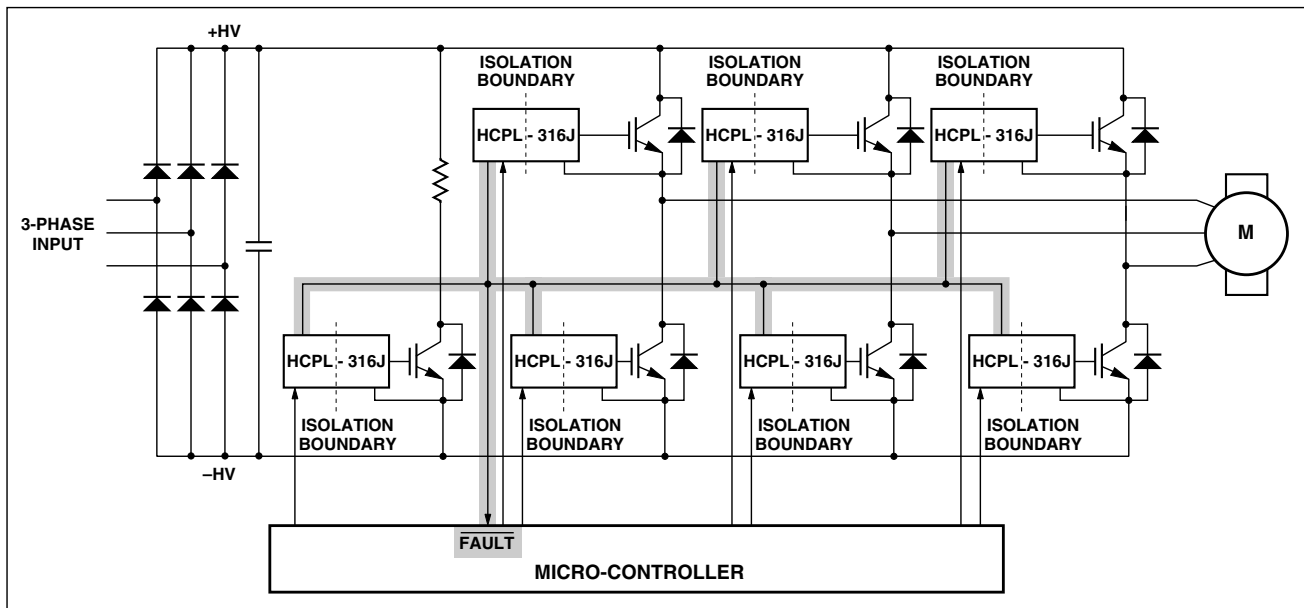 +HV
ISOLATION
BOUNDARY
ISOLATION
BOUNDARY
ISOLATION
BOUNDARY
HCPL - 316J
HCPL - 316J
HCPL - 316J
3-PHASE
INPUT
M
HCPL - 316J
HCPL - 316J
HCPL - 316J
HCPL - 316J
ISOLATION
BOUNDARY
ISOLATION
BOUNDARY
ISOLATION
BOUNDARY
ISOLATION
BOUNDARY
–HV
FAULT
MICRO-CONTROLLER